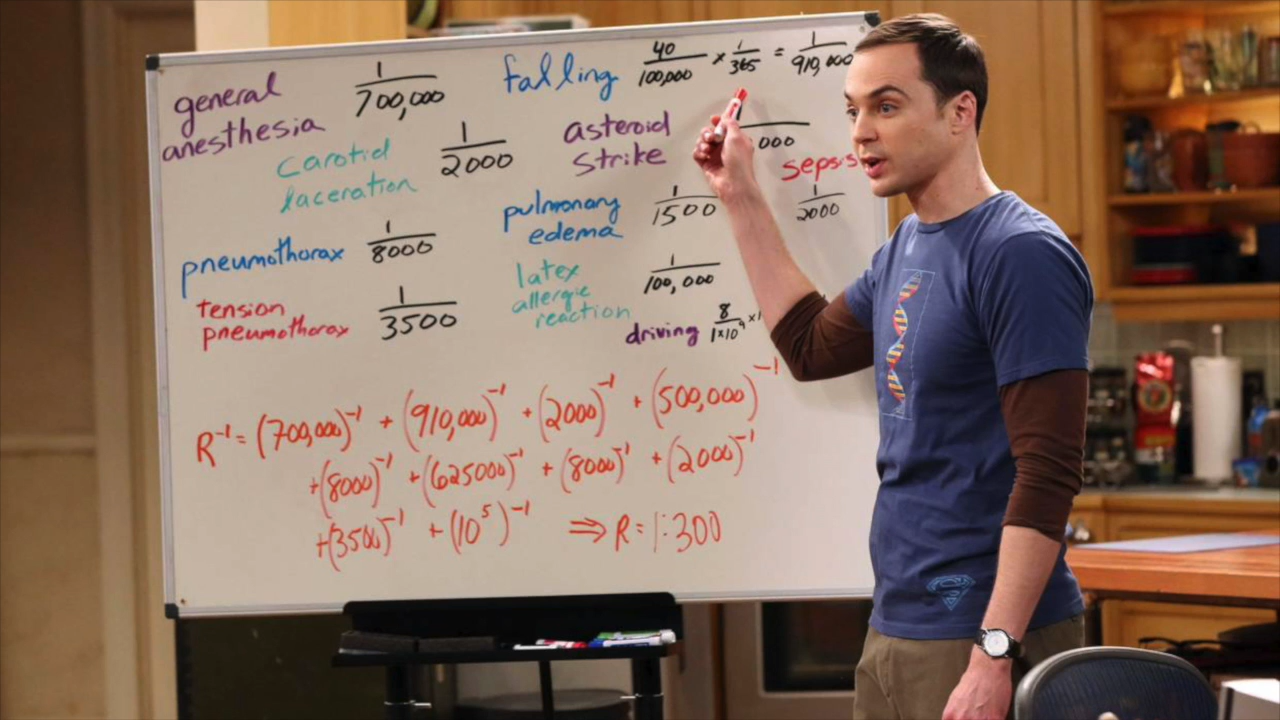 general
anesthesia
1/700,000
falling
40/100,000 × 1/365 = 1/910,000
carotid
laceration
1/2000
asteroid
strike
000
sepsis
1/2000
pulmonary
edema
1/1500
pneumothorax
1/8000
latex
allergic
reaction
1/100,000
tension
pneumothorax
1/3500
driving
8/1×10⁹ ×
R⁻¹ = (700,000)⁻¹ + (910,000)⁻¹ + (2000)⁻¹ + (500,000)⁻¹
+(8000)⁻¹ +(625000)⁻¹ +(8000)⁻¹ +(2000)⁻¹
+(3500)⁻¹ +(10⁵)⁻¹ ⇒ R = 1:300